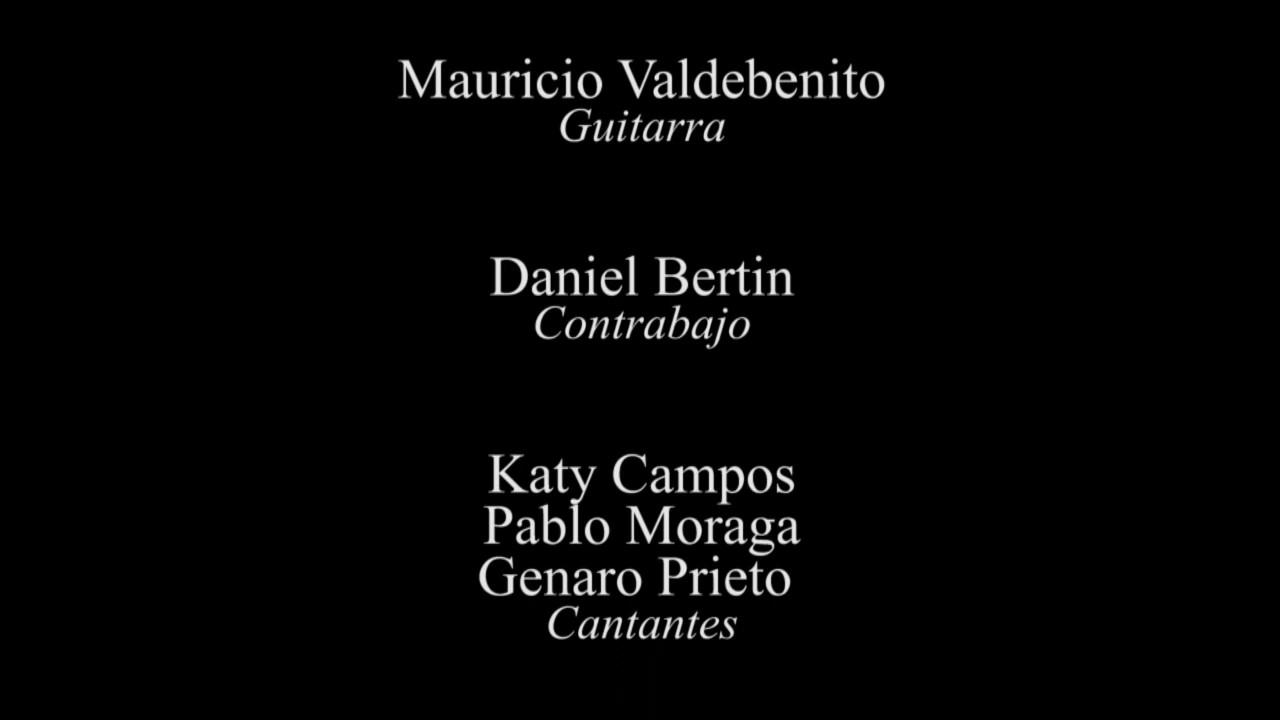 Mauricio Valdebenito
Guitarra
Daniel Bertin
Contrabajo
Katy Campos
Pablo Moraga
Genaro Prieto
Cantantes